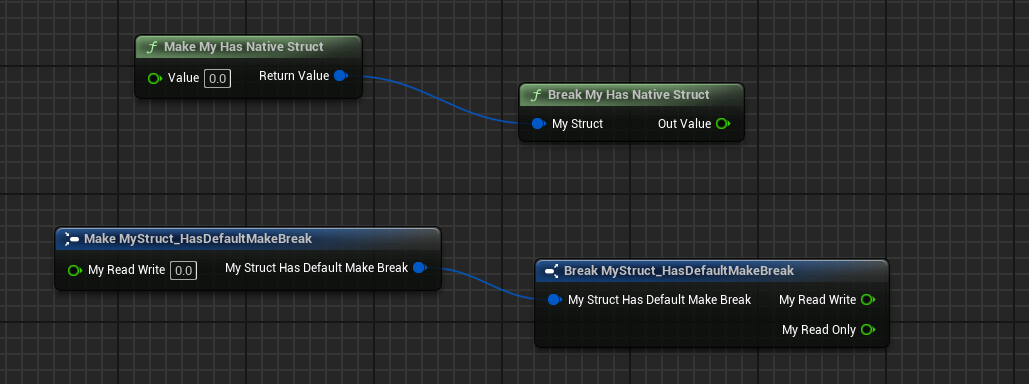 f Make My Has Native Struct
Value 0.0 Return Value
f Break My Has Native Struct
My Struct Out Value
Make MyStruct_HasDefaultMakeBreak
My Read Write 0.0 My Struct Has Default Make Break
Break MyStruct_HasDefaultMakeBreak
My Struct Has Default Make Break My Read Write
My Read Only